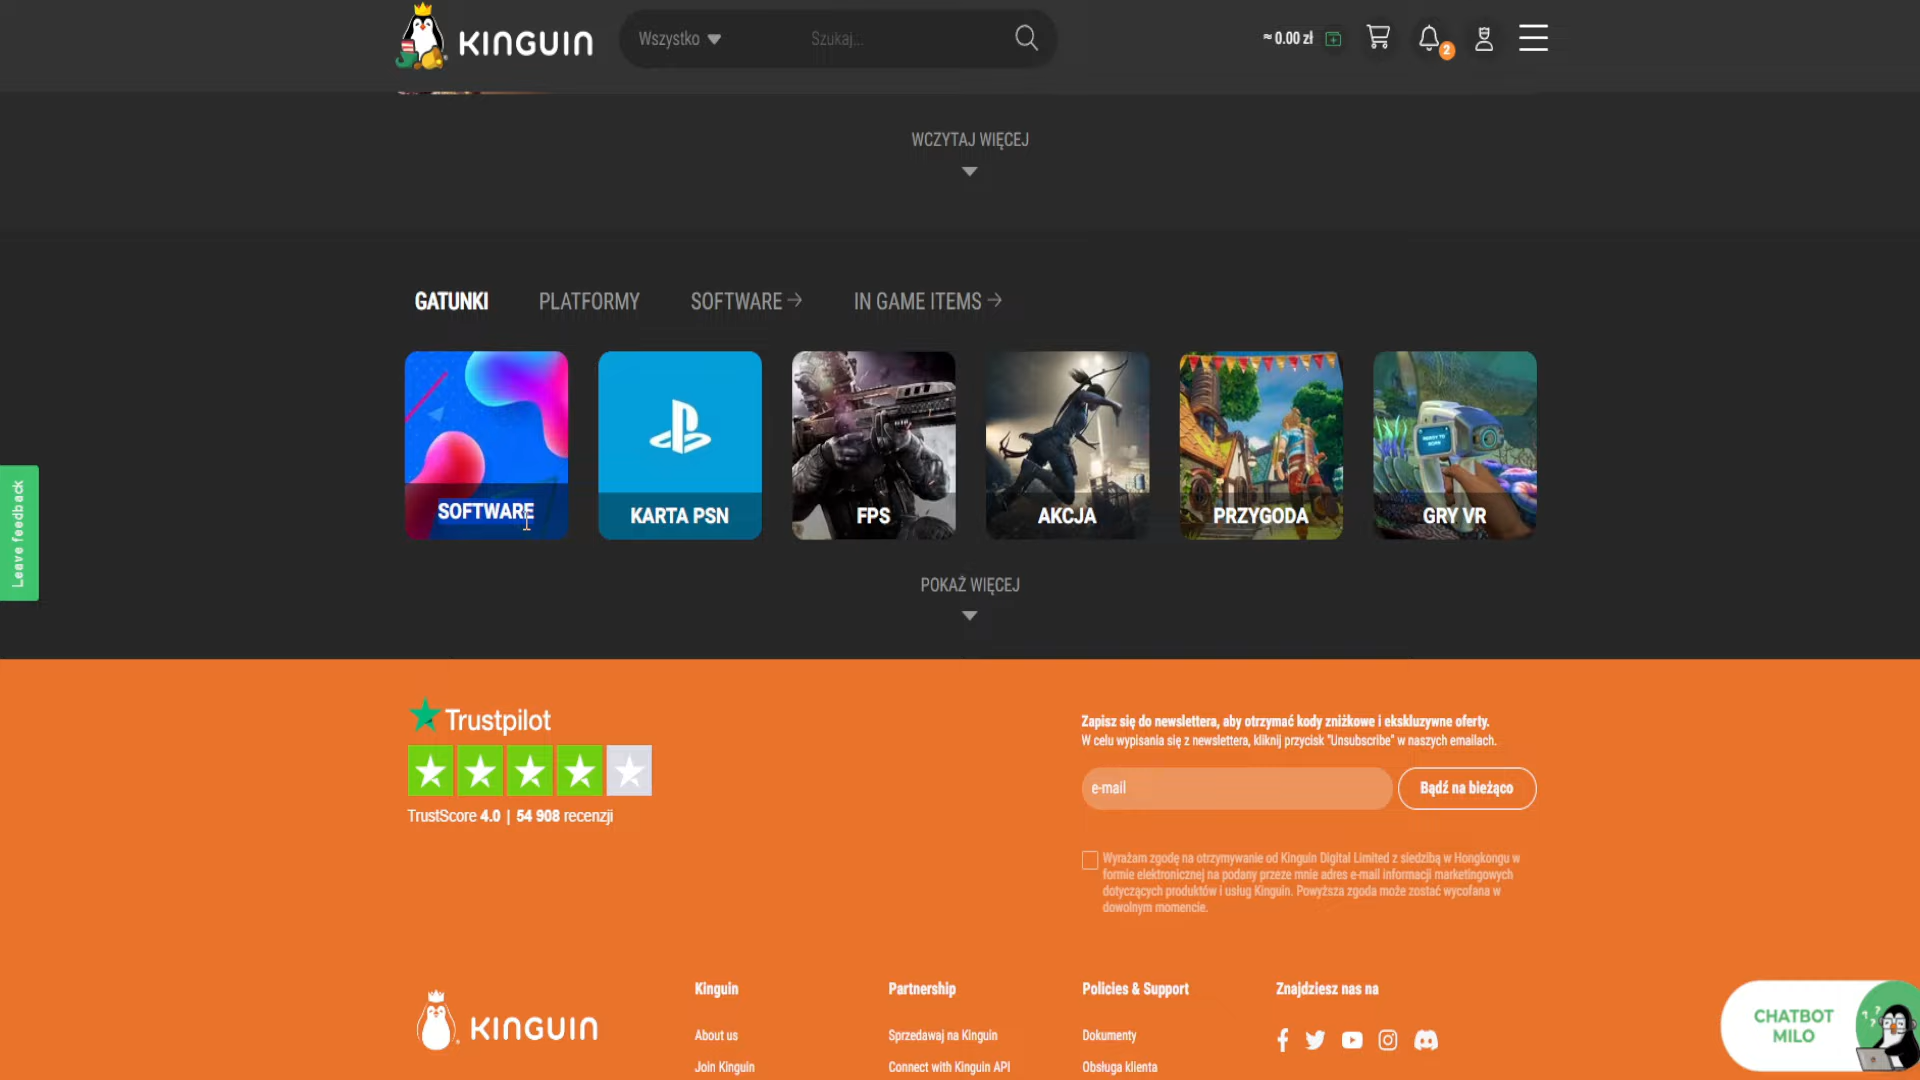 KINGUIN
Wszystko
Szukaj...
≈ 0.00 zł
2
WCZYTAJ WIĘCEJ
GATUNKI
PLATFORMY
SOFTWARE
IN GAME ITEMS
SOFTWARE
KARTA PSN
FPS
AKCJA
PRZYGODA
GRY VR
POKAŻ WIĘCEJ
Leave feedback
Trustpilot
TrustScore 4.0 | 54 908 recenzji
Zapisz się do newslettera, aby otrzymać kody zniżkowe i ekskluzywne oferty.
W celu wypisania się z newslettera, kliknij przycisk "Unsubscribe" w naszych emailach.
e-mail
Bądź na bieżąco
Wyrażam zgodę na otrzymywanie od Kinguin Digital Limited z siedzibą w Hongkongu w
formie elektronicznej na podany przeze mnie adres e-mail informacji marketingowych
dotyczących produktów i usług Kinguin. Powyższa zgoda może zostać wycofana w
dowolnym momencie.
KINGUIN
Kinguin
About us
Join Kinguin
Partnership
Sprzedawaj na Kinguin
Connect with Kinguin API
Policies & Support
Dokumenty
Obsługa klienta
Znajdziesz nas na
CHATBOT
MILO